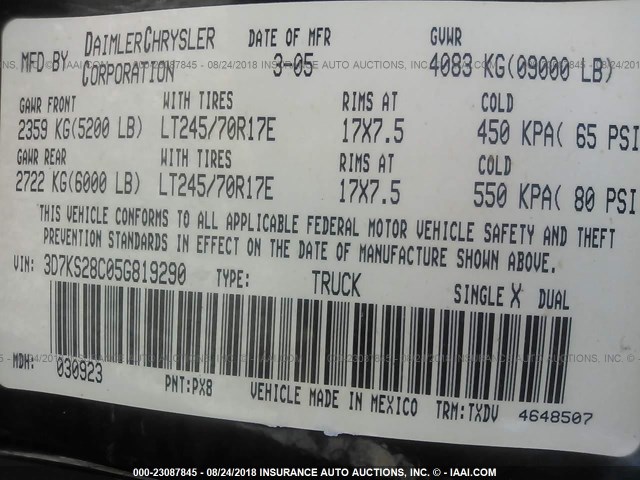 MFD BY DAIMLERCHRYSLER CORPORATION DATE OF MFR 3-05 GVWR 4083 KG(09000 LB)
GAWR FRONT WITH TIRES RIMS AT COLD
2359 KG(5200 LB) LT245/70R17E 17X7.5 450 KPA( 65 PSI
GAWR REAR WITH TIRES RIMS AT COLD
2722 KG(6000 LB) LT245/70R17E 17X7.5 550 KPA( 80 PSI
THIS VEHICLE CONFORMS TO ALL APPLICABLE FEDERAL MOTOR VEHICLE SAFETY AND THEFT
PREVENTION STANDARDS IN EFFECT ON THE DATE OF MANUFACTURE SHOWN ABOVE.
VIN: 3D7KS28C05G819290 TYPE: TRUCK SINGLE X DUAL
MDH: 030923 PNT:PX8 VEHICLE MADE IN MEXICO TRM:TXDV 4648507
000-23087845 - 08/24/2018 INSURANCE AUTO AUCTIONS, INC. - IAAI.COM